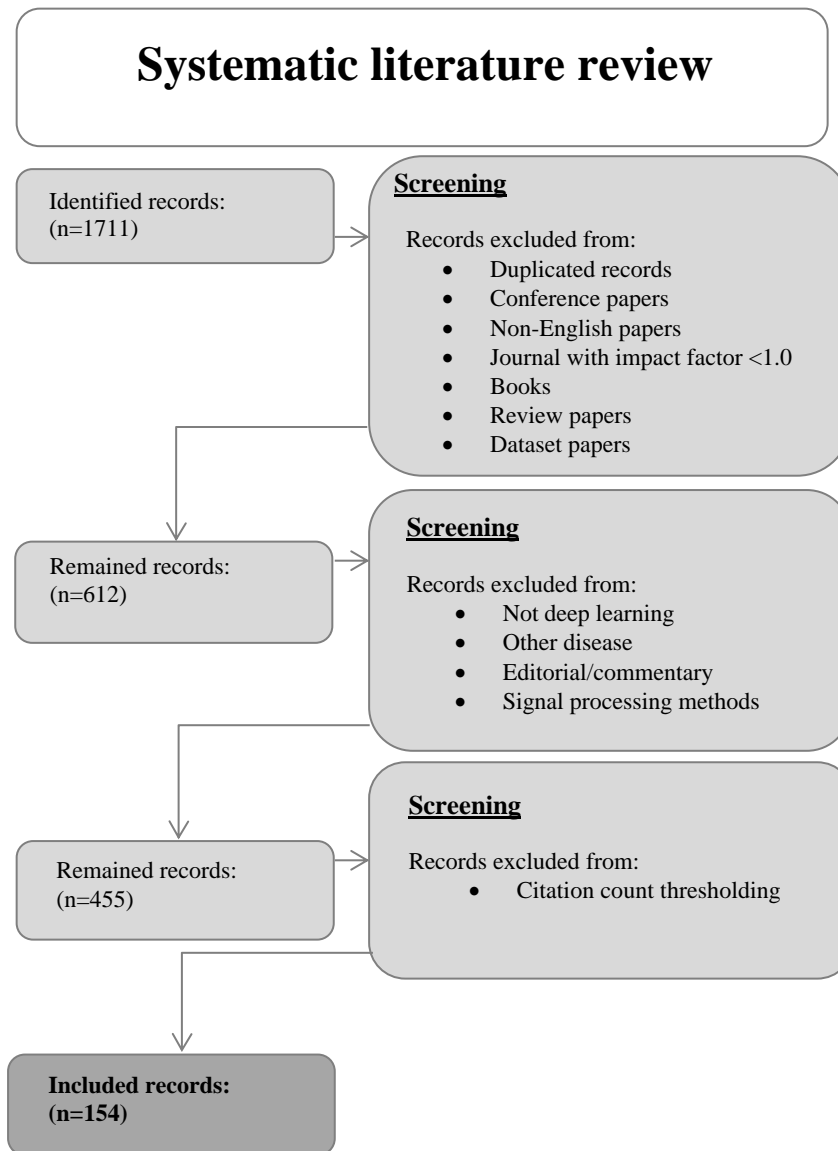 Systematic literature review
Identified records:
(n=1711)
Screening
Records excluded from:
• Duplicated records
• Conference papers
• Non-English papers
• Journal with impact factor <1.0
• Books
• Review papers
• Dataset papers
Remained records:
(n=612)
Screening
Records excluded from:
• Not deep learning
• Other disease
• Editorial/commentary
• Signal processing methods
Remained records:
(n=455)
Screening
Records excluded from:
• Citation count thresholding
Included records:
(n=154)